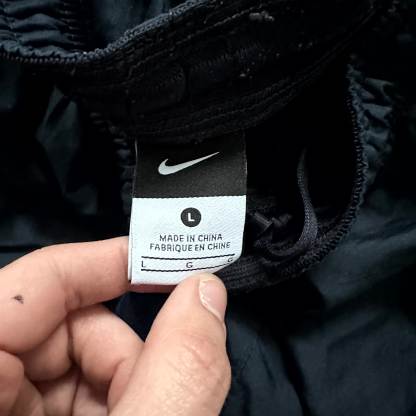 L
MADE IN CHINA
FABRIQUE EN CHINE
L G G